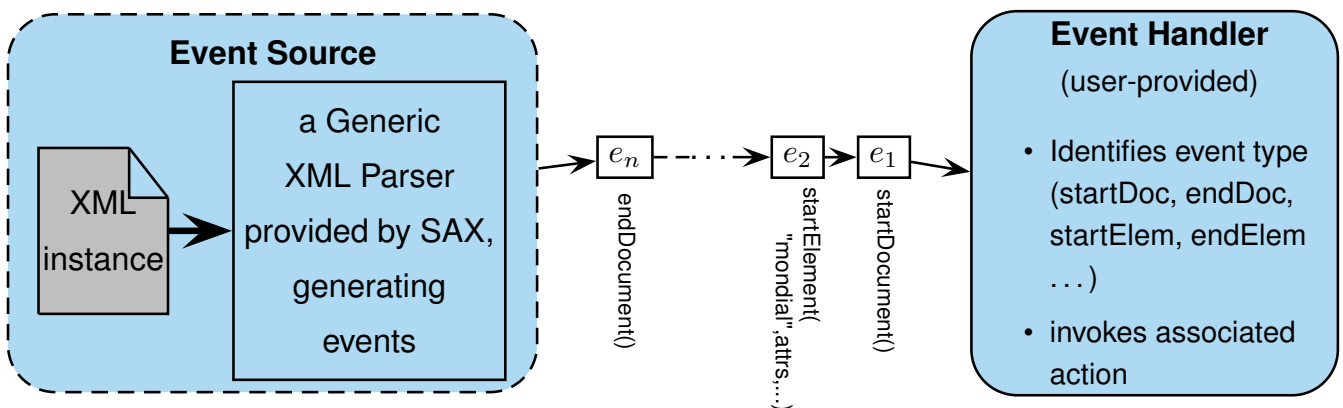 Event Source
XML
instance
a Generic
XML Parser
provided by SAX,
generating
events
e_n
· · ·
e_2
e_1
endDocument()
startElement(
"mondial",attrs,...)
startDocument()
Event Handler
(user-provided)
• Identifies event type
(startDoc, endDoc,
startElem, endElem
. . . )
• invokes associated
action